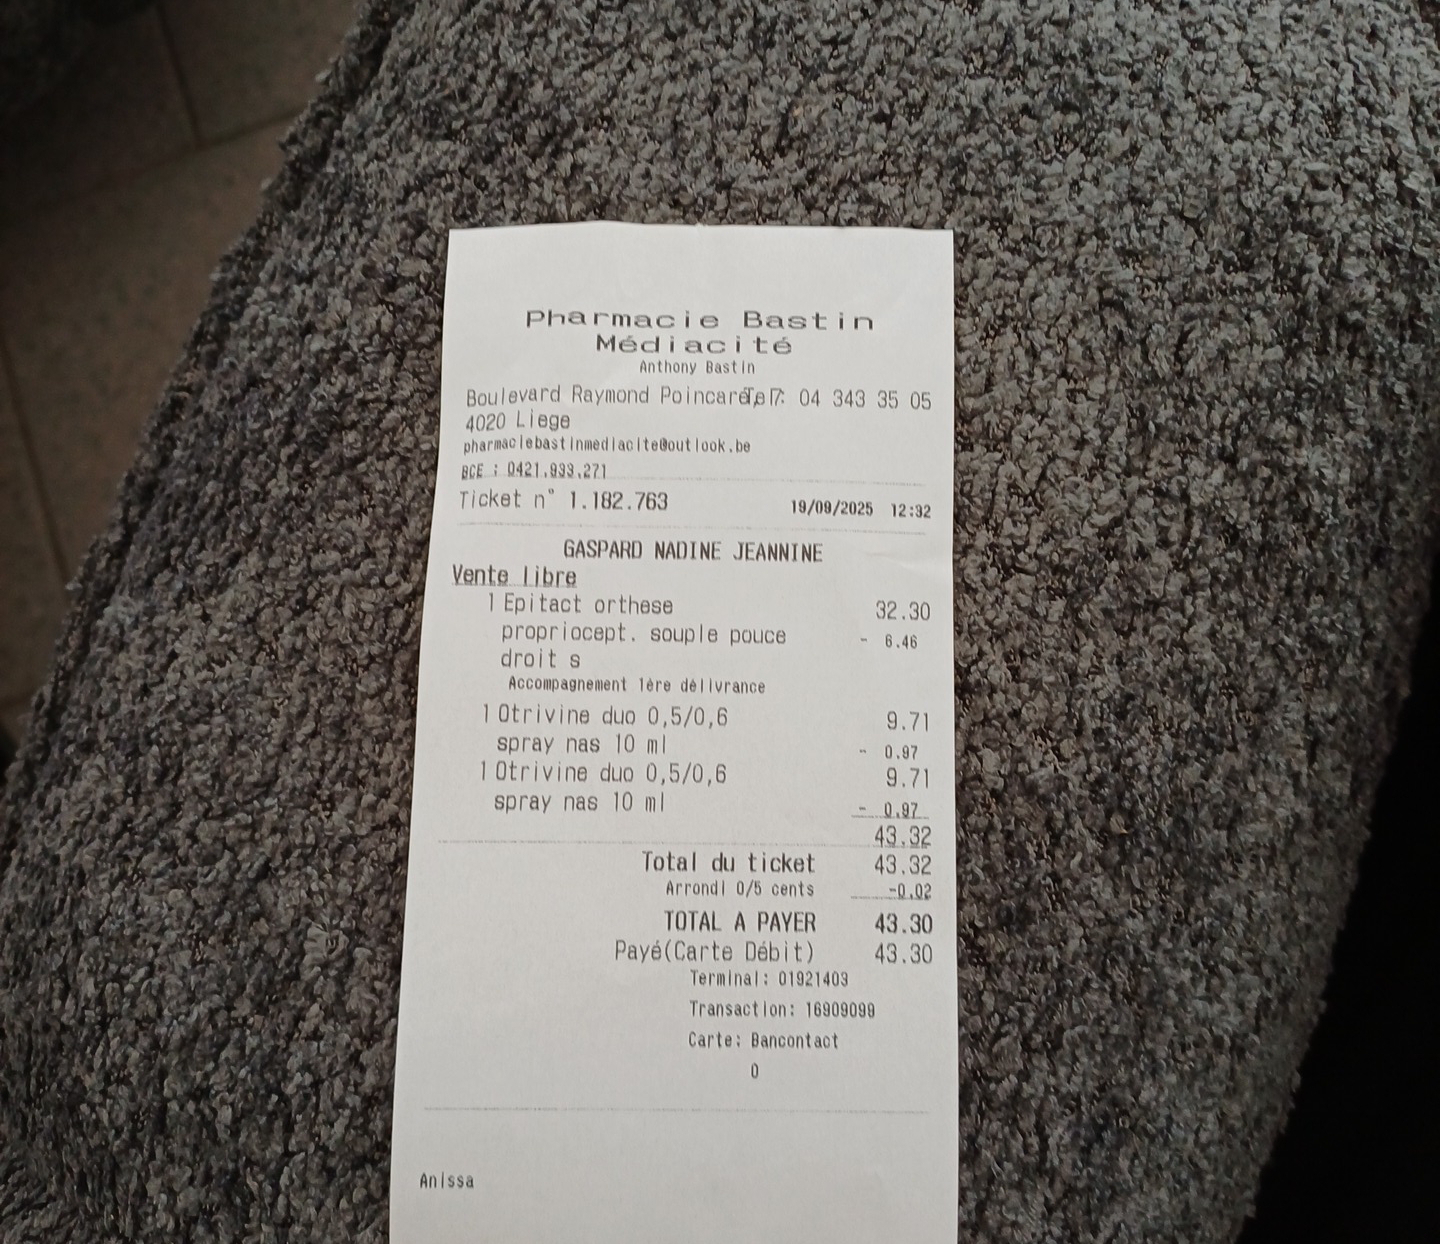 Pharmacie Bastin
Médiacité
Anthony Bastin
Boulevard Raymond Poincaré, 7 Tel: 04 343 35 05
4020 Liege
pharmaciebastinmediacite@outlook.be
BCE : 0421.933.271
Ticket n° 1.182.763 19/09/2025 12:32
GASPARD NADINE JEANNINE
Vente libre
1 Epitact orthese 32.30
propriocept. souple pouce - 6.46
droit s
Accompagnement 1ère délivrance
1 Otrivine duo 0,5/0,6 9.71
spray nas 10 ml - 0.97
1 Otrivine duo 0,5/0,6 9.71
spray nas 10 ml - 0.97
43.32
Total du ticket 43.32
Arrondi 0/5 cents -0.02
TOTAL A PAYER 43.30
Payé(Carte Débit) 43.30
Terminal: 01921403
Transaction: 16909099
Carte: Bancontact
0
Anissa